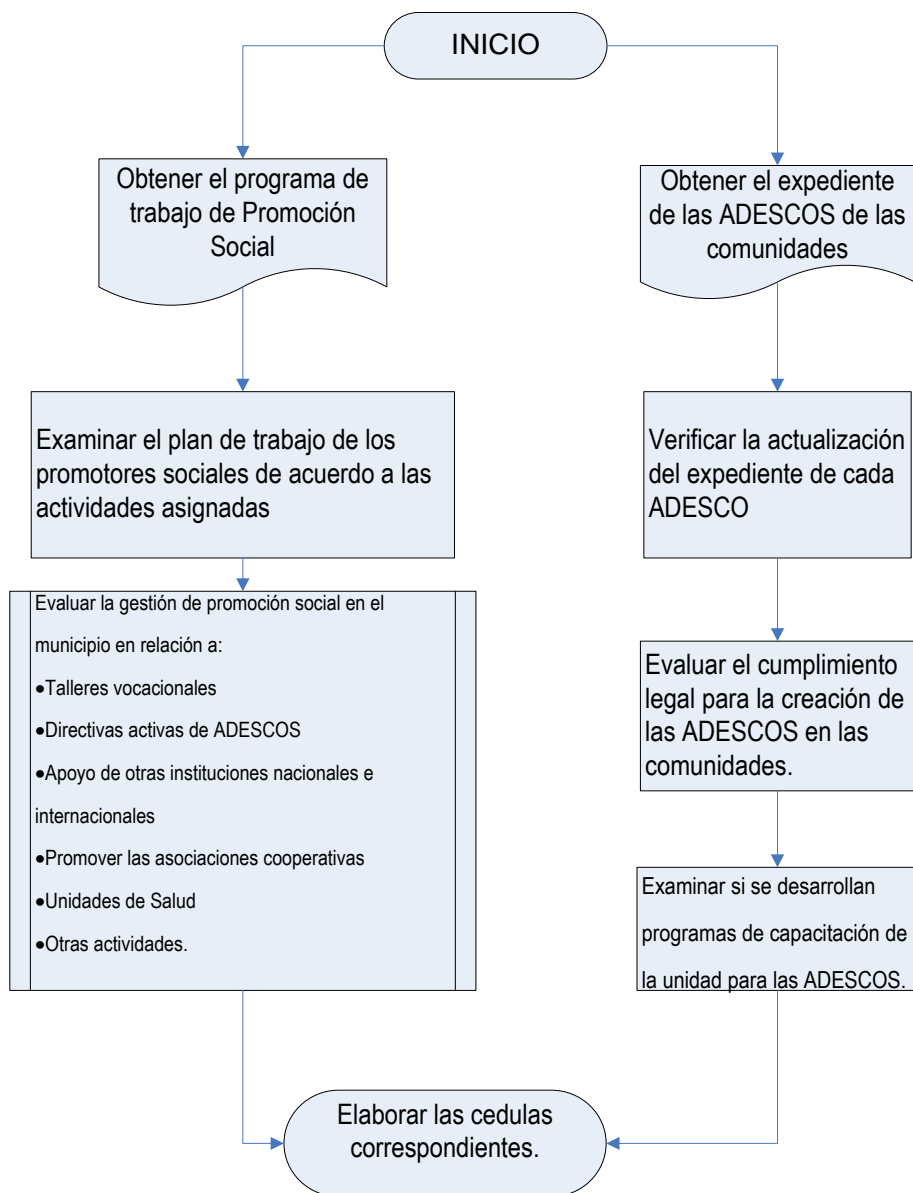 INICIO
Obtener el programa de
trabajo de Promoción
Social
Examinar el plan de trabajo de los
promotores sociales de acuerdo a las
actividades asignadas
Evaluar la gestión de promoción social en el
municipio en relación a:
•Talleres vocacionales
•Directivas activas de ADESCOS
•Apoyo de otras instituciones nacionales e
internacionales
•Promover las asociaciones cooperativas
•Unidades de Salud
•Otras actividades.
Obtener el expediente
de las ADESCOS de las
comunidades
Verificar la actualización
del expediente de cada
ADESCO
Evaluar el cumplimiento
legal para la creación de
las ADESCOS en las
comunidades.
Examinar si se desarrollan
programas de capacitación de
la unidad para las ADESCOS.
Elaborar las cedulas
correspondientes.